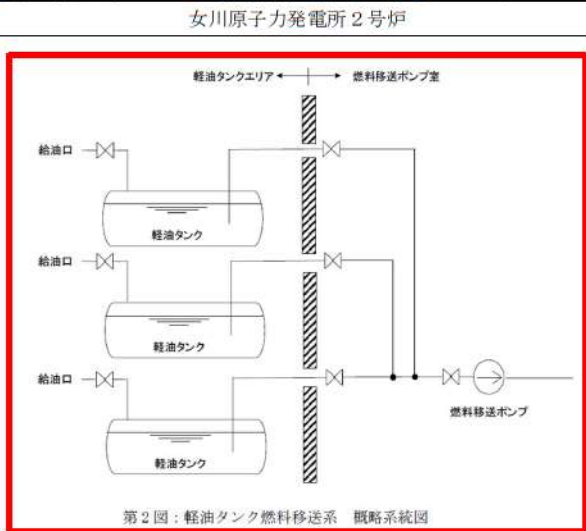 女川原子力発電所2号炉
軽油タンクエリア
燃料移送ポンプ室
給油口
軽油タンク
給油口
軽油タンク
給油口
燃料移送ポンプ
軽油タンク
第2図:軽油タンク燃料移送系 概略系統図